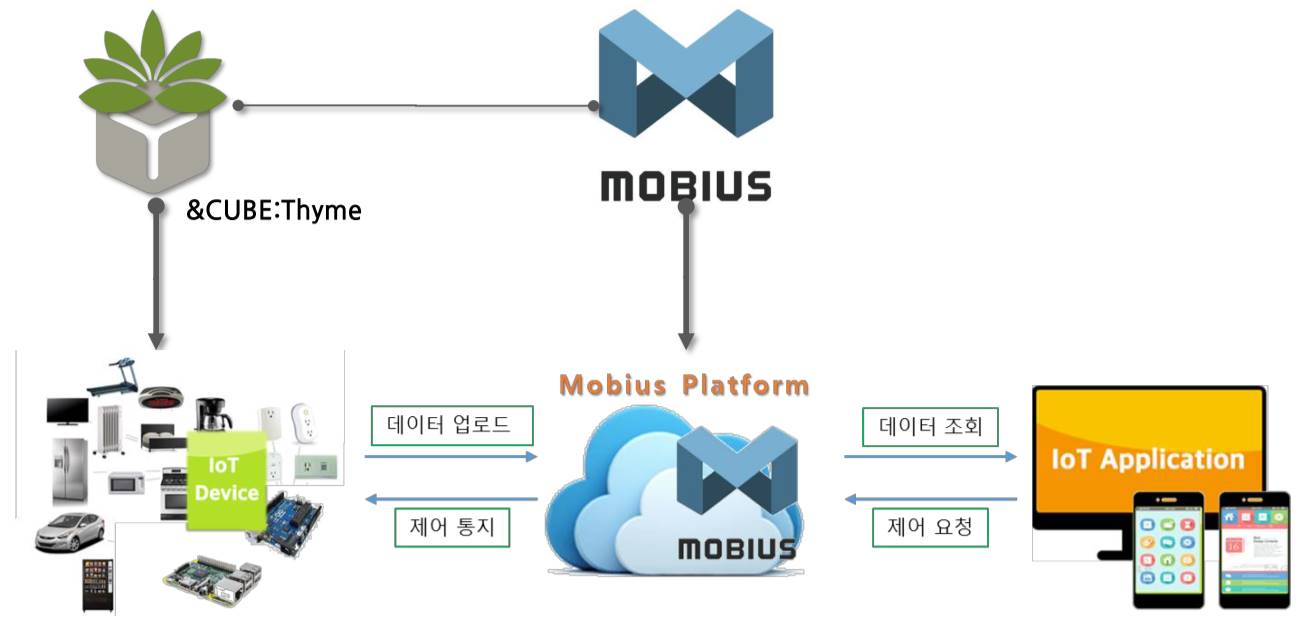 MOBIUS
&CUBE:Thyme
Mobius Platform
데이터 업로드
데이터 조회
IoT
Device
IoT Application
제어 통지
제어 요청
MOBIUS
16